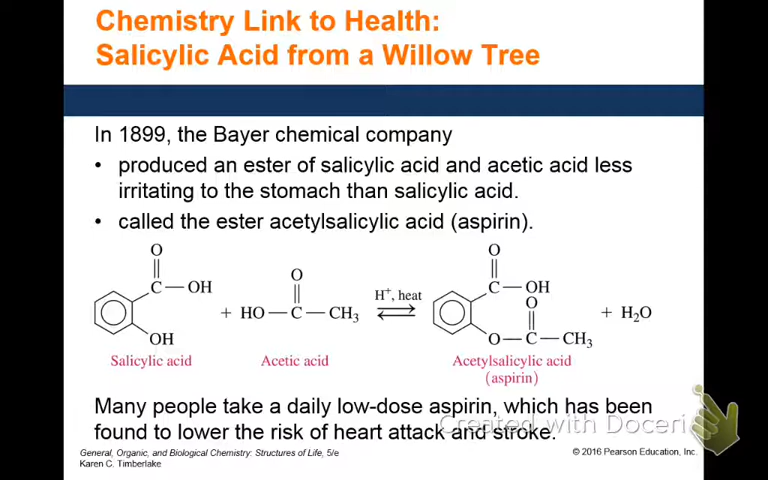 Chemistry Link to Health:
Salicylic Acid from a Willow Tree
In 1899, the Bayer chemical company
• produced an ester of salicylic acid and acetic acid less
irritating to the stomach than salicylic acid.
• called the ester acetylsalicylic acid (aspirin).
O O
C—OH O C—OH
+ HO—C—CH₃ H⁺, heat O + H₂O
OH O—C—CH₃
Salicylic acid Acetic acid Acetylsalicylic acid
(aspirin)
Many people take a daily low-dose aspirin, which has been
found to lower the risk of heart attack and stroke.
Created with Doceri
General, Organic, and Biological Chemistry: Structures of Life, 5/e
Karen C. Timberlake
© 2016 Pearson Education, Inc.